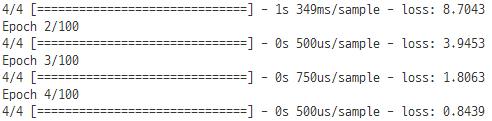 4/4 [==============================] - 1s 349ms/sample - loss: 8.7043
Epoch 2/100
4/4 [==============================] - 0s 500us/sample - loss: 3.9453
Epoch 3/100
4/4 [==============================] - 0s 750us/sample - loss: 1.8063
Epoch 4/100
4/4 [==============================] - 0s 500us/sample - loss: 0.8439